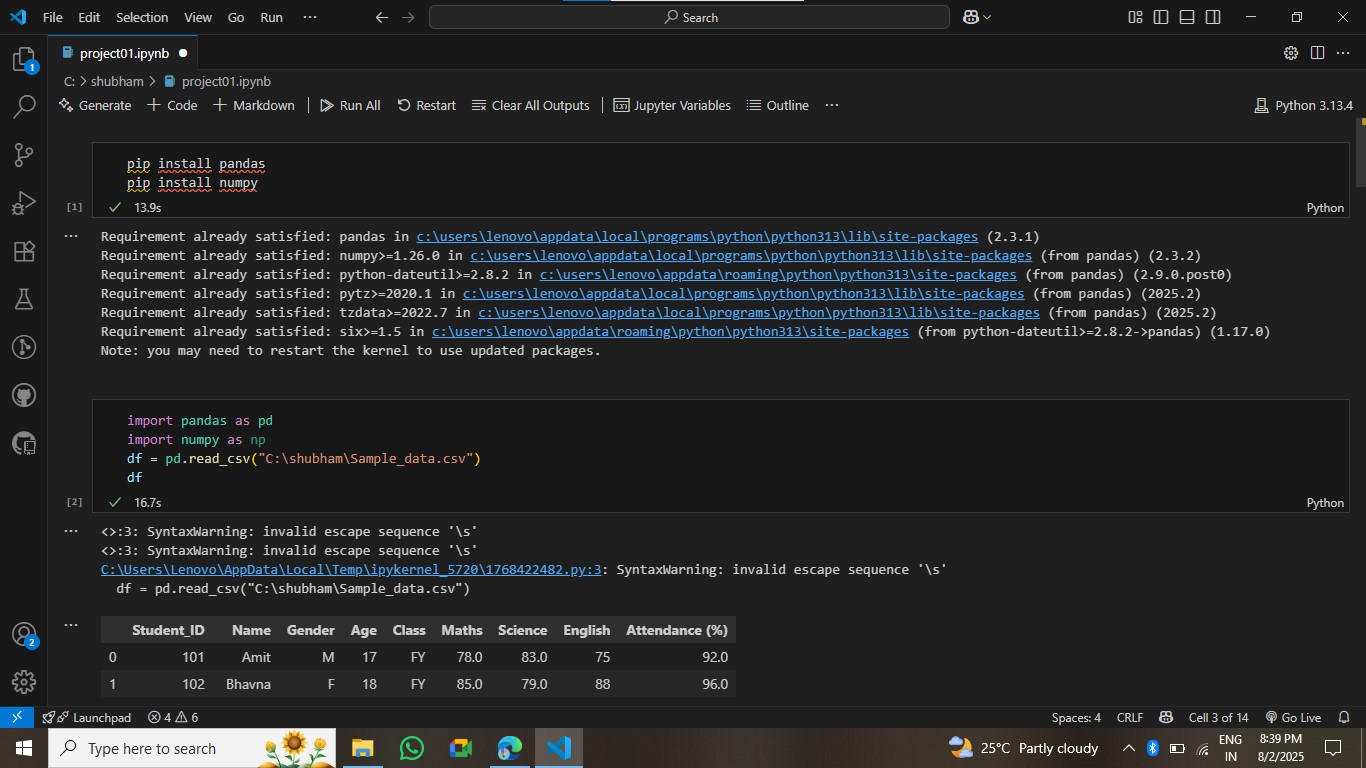 File Edit Selection View Go Run ··· Search
project01.ipynb
C: > shubham > project01.ipynb
Generate + Code + Markdown Run All Restart Clear All Outputs Jupyter Variables Outline ··· Python 3.13.4
1
pip install pandas
pip install numpy
[1] 13.9s Python
Requirement already satisfied: pandas in c:\users\lenovo\appdata\local\programs\python\python313\lib\site-packages (2.3.1)
Requirement already satisfied: numpy>=1.26.0 in c:\users\lenovo\appdata\local\programs\python\python313\lib\site-packages (from pandas) (2.3.2)
Requirement already satisfied: python-dateutil>=2.8.2 in c:\users\lenovo\appdata\roaming\python\python313\site-packages (from pandas) (2.9.0.post0)
Requirement already satisfied: pytz>=2020.1 in c:\users\lenovo\appdata\local\programs\python\python313\lib\site-packages (from pandas) (2025.2)
Requirement already satisfied: tzdata>=2022.7 in c:\users\lenovo\appdata\local\programs\python\python313\lib\site-packages (from pandas) (2025.2)
Requirement already satisfied: six>=1.5 in c:\users\lenovo\appdata\roaming\python\python313\site-packages (from python-dateutil>=2.8.2->pandas) (1.17.0)
Note: you may need to restart the kernel to use updated packages.
import pandas as pd
import numpy as np
df = pd.read_csv("C:\shubham\Sample_data.csv")
df
[2] 16.7s Python
<>:3: SyntaxWarning: invalid escape sequence '\s'
<>:3: SyntaxWarning: invalid escape sequence '\s'
C:\Users\Lenovo\AppData\Local\Temp\ipykernel_5720\1768422482.py:3: SyntaxWarning: invalid escape sequence '\s'
df = pd.read_csv("C:\shubham\Sample_data.csv")
Student_ID Name Gender Age Class Maths Science English Attendance (%)
0 101 Amit M 17 FY 78.0 83.0 75 92.0
1 102 Bhavna F 18 FY 85.0 79.0 88 96.0
2
Launchpad 4 6 Spaces: 4 CRLF Cell 3 of 14 Go Live
Type here to search 25°C Partly cloudy ENG IN 8:39 PM 8/2/2025